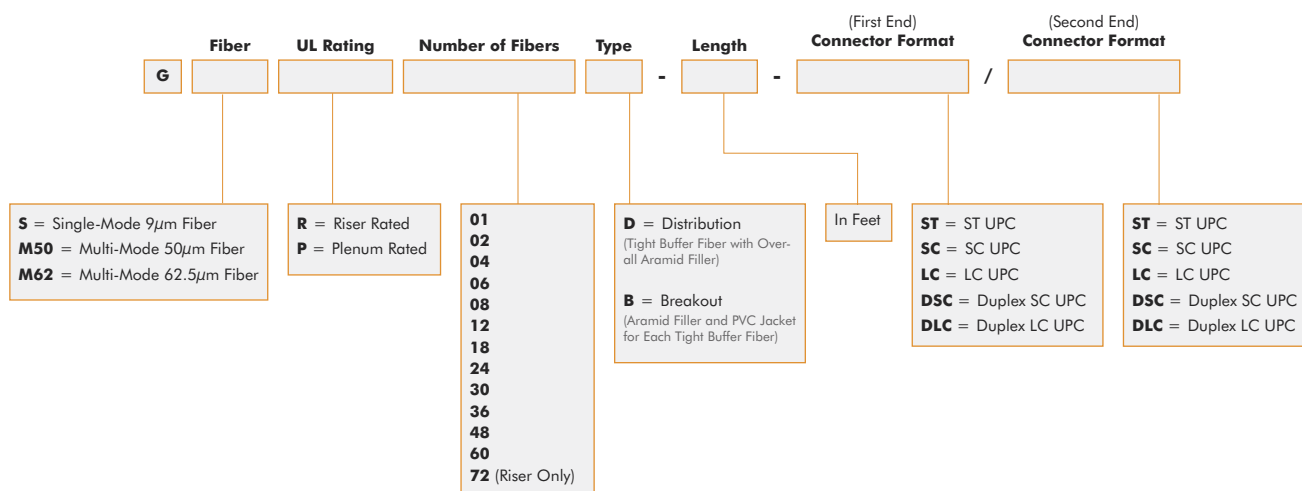 (First End)
(Second End)
Fiber
UL Rating
Number of Fibers
Type
Length
Connector Format
Connector Format
G
-
-
/
S = Single-Mode 9µm Fiber
M50 = Multi-Mode 50µm Fiber
M62 = Multi-Mode 62.5µm Fiber
R = Riser Rated
P = Plenum Rated
01
02
04
06
08
12
18
24
30
36
48
60
72 (Riser Only)
D = Distribution
(Tight Buffer Fiber with Over-
all Aramid Filler)
B = Breakout
(Aramid Filler and PVC Jacket
for Each Tight Buffer Fiber)
In Feet
ST = ST UPC
SC = SC UPC
LC = LC UPC
DSC = Duplex SC UPC
DLC = Duplex LC UPC
ST = ST UPC
SC = SC UPC
LC = LC UPC
DSC = Duplex SC UPC
DLC = Duplex LC UPC